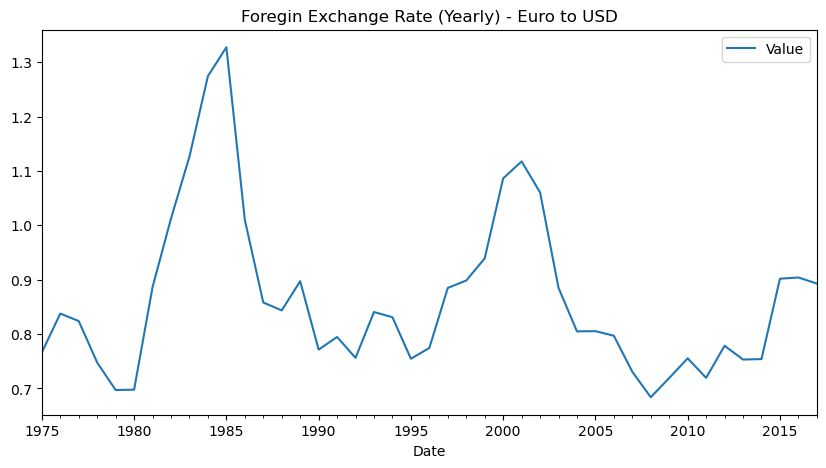 Foregin Exchange Rate (Yearly) - Euro to USD
Value
1.3
1.2
1.1
1.0
0.9
0.8
0.7
1975 1980 1985 1990 1995 2000 2005 2010 2015
Date